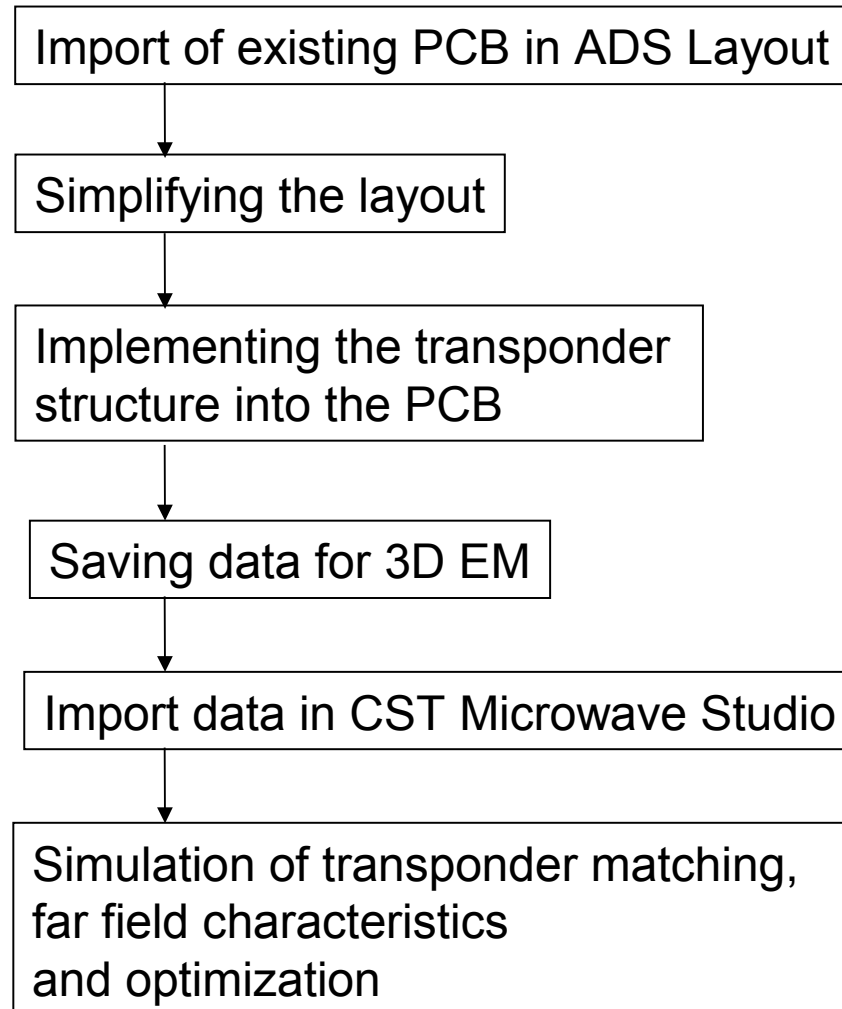 Import of existing PCB in ADS Layout
Simplifying the layout
Implementing the transponder
structure into the PCB
Saving data for 3D EM
Import data in CST Microwave Studio
Simulation of transponder matching,
far field characteristics
and optimization